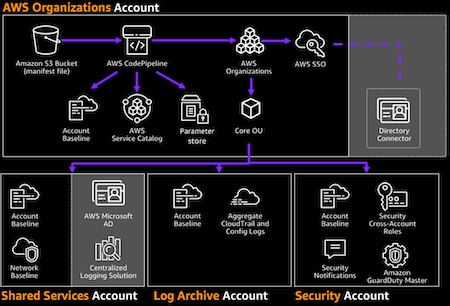 AWS Organizations Account
Amazon S3 Bucket
(manifest file)
AWS CodePipeline
AWS
Organizations
AWS SSO
Account
Baseline
AWS
Service Catalog
Parameter
store
Core OU
Directory
Connector
Account
Baseline
AWS Microsoft
AD
Network
Baseline
Centralized
Logging Solution
Shared Services Account
Account
Baseline
Aggregate
CloudTrail and
Config Logs
Log Archive Account
Account
Baseline
Security
Cross-Account
Roles
Security
Notifications
Amazon
GuardDuty Master
Security Account